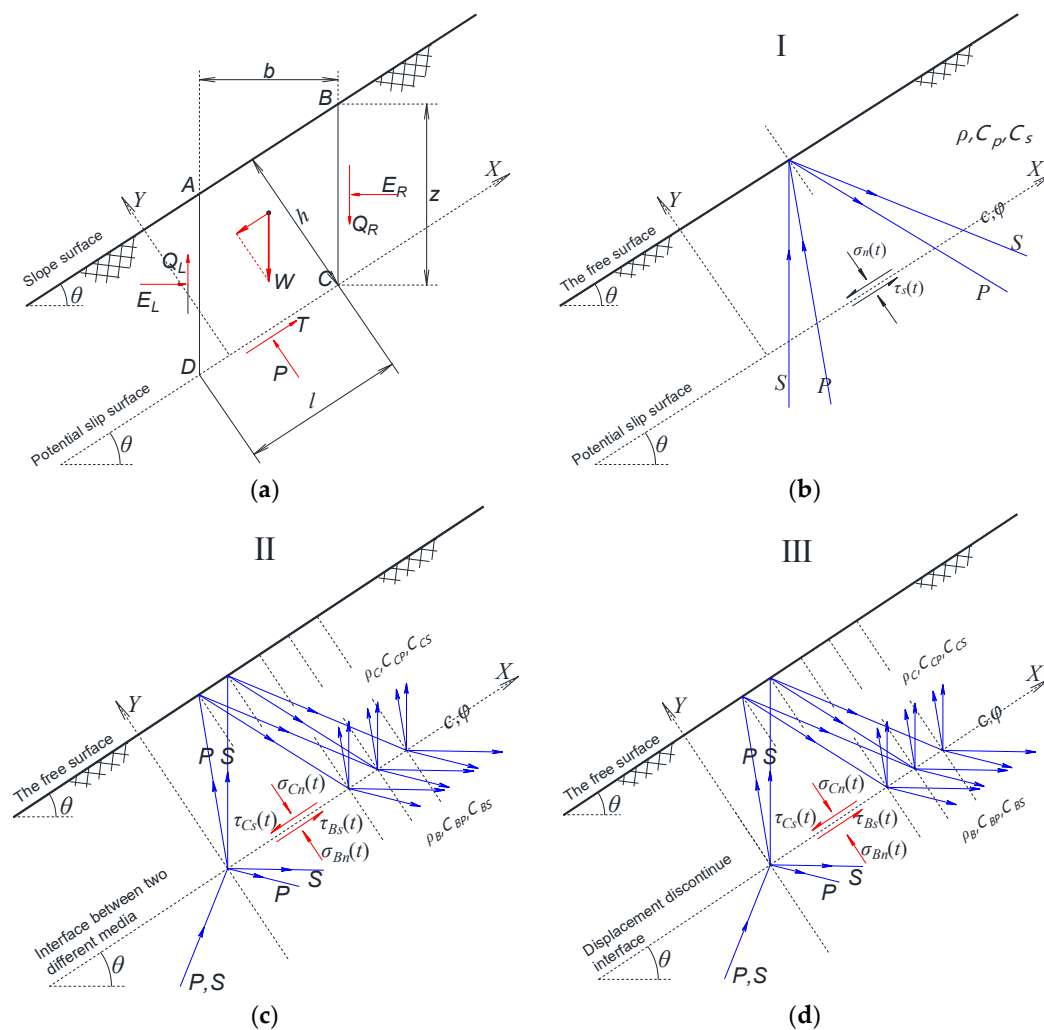 b
B
A
Y
X
E_R
Q_R
z
h
Q_L
W
C
E_L
T
P
D
l
θ
θ
Slope surface
Potential slip surface
(a)
I
ρ,C_p,C_s
X
Y
c,φ
σ_n(t)
τ_s(t)
S
P
S
P
θ
θ
The free surface
Potential slip surface
(b)
II
ρ_C,C_CP,C_CS
X
Y
c,φ
P
S
σ_Cn(t)
τ_Cs(t)
τ_Bs(t)
σ_Bn(t)
ρ_B,C_BP,C_BS
S
P
P,S
θ
θ
The free surface
Interface between two
different media
(c)
III
ρ_C,C_CP,C_CS
X
Y
c,φ
P
S
σ_Cn(t)
τ_Cs(t)
τ_Bs(t)
σ_Bn(t)
ρ_B,C_BP,C_BS
S
P
P,S
θ
θ
The free surface
Displacement discontinue
interface
(d)